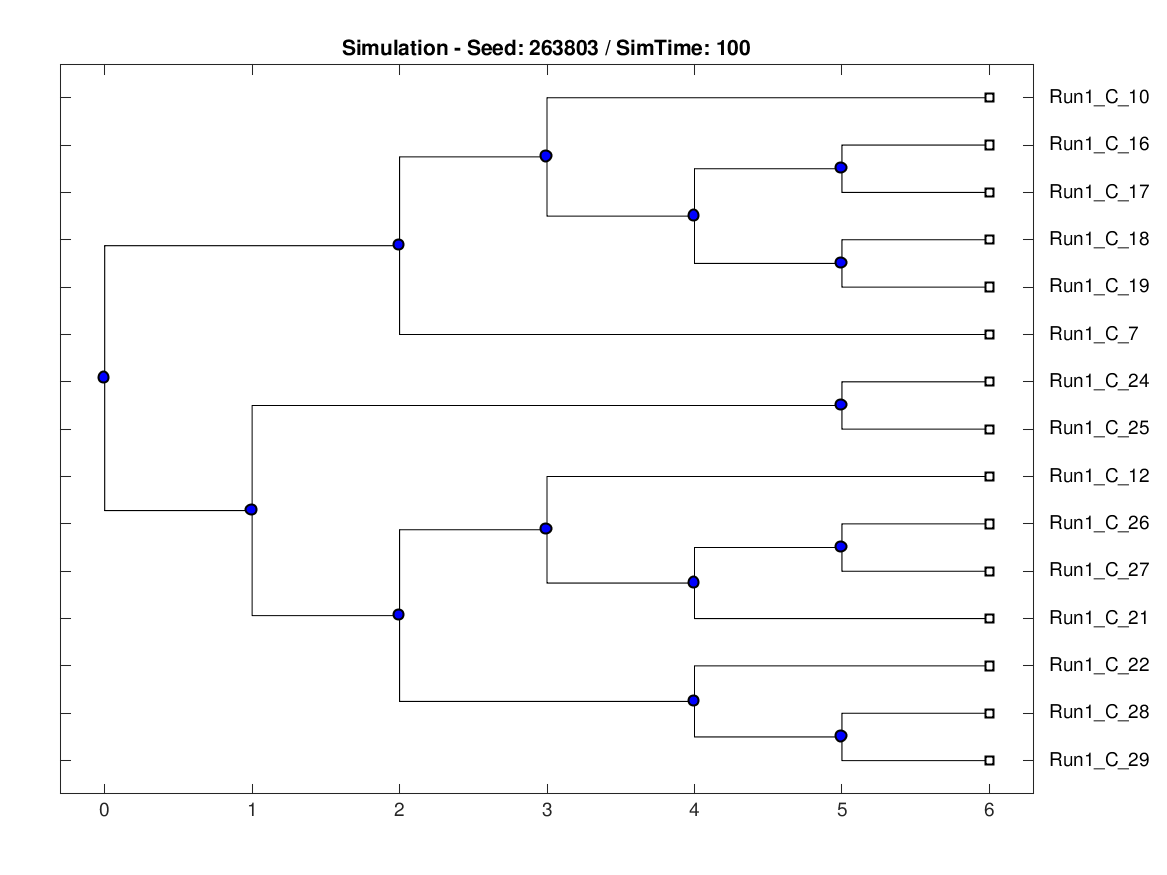 Simulation - Seed: 263803 / SimTime: 100
Run1_C_10
Run1_C_16
Run1_C_17
Run1_C_18
Run1_C_19
Run1_C_7
Run1_C_24
Run1_C_25
Run1_C_12
Run1_C_26
Run1_C_27
Run1_C_21
Run1_C_22
Run1_C_28
Run1_C_29
0 1 2 3 4 5 6